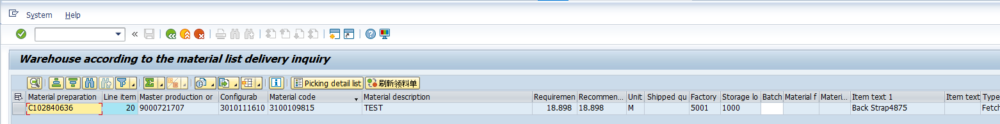 System Help
Warehouse according to the material list delivery inquiry
Picking detail list 刷新领料单
Material preparation Line item Master production or Configurab Material code Material description Requiremen Recommen... Unit Shipped qu Factory Storage lo Batch Material f Materi... Item text 1 Item text Type
C102840636 20 9000721707 3010111610 3100109815 TEST 18.898 18.898 M 5001 1000 Back Strap4875 Fetch